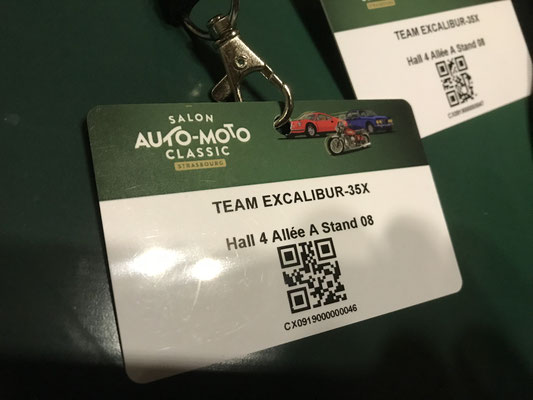 SALON
AUTO-MOTO
CLASSIC
STRASBOURG
TEAM EXCALIBUR-35X
Hall 4 Allée A Stand 08
CX0919000000046
TEAM EXCALIBUR-35X
Hall 4 Allée A Stand 08